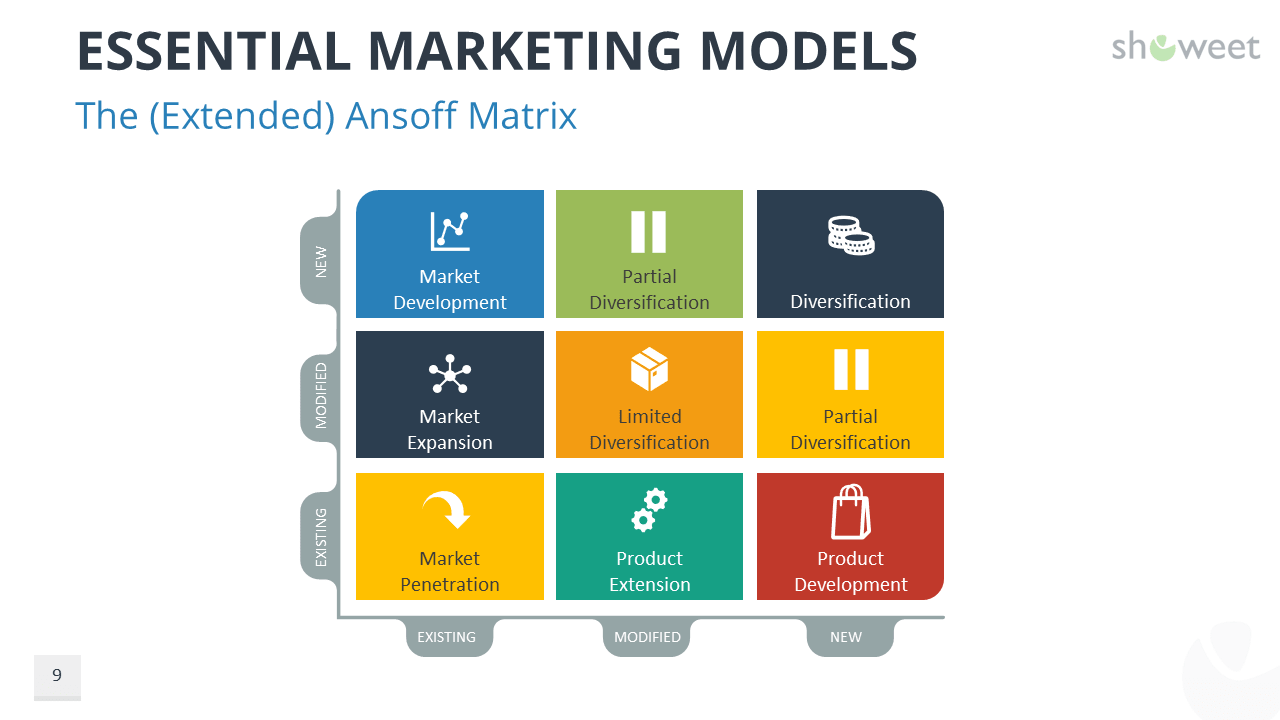 ESSENTIAL MARKETING MODELS
showeet
The (Extended) Ansoff Matrix
NEW
Market
Development
Partial
Diversification
Diversification
MODIFIED
Market
Expansion
Limited
Diversification
Partial
Diversification
EXISTING
Market
Penetration
Product
Extension
Product
Development
EXISTING
MODIFIED
NEW
9